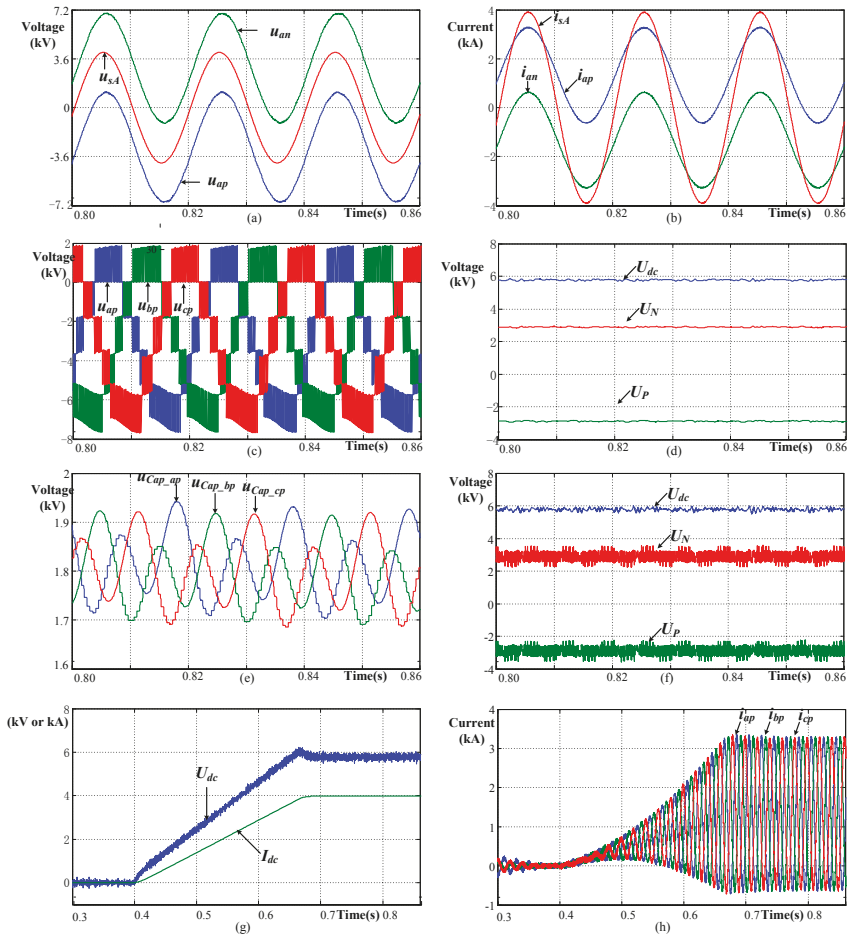 Voltage
(kV)
7.2
3.6
0
-3.6
-7.2
u_an
u_sA
u_ap
0.80
0.82
0.84
Time(s)
0.86
(a)
Current
(kA)
4
2
0
-2
-4
i_sA
i_an
i_ap
0.80
0.82
0.84
Time(s)
0.86
(b)
Voltage
(kV)
2
0
-2
-4
-6
-8
30
u_ap
u_bp
u_cp
0.80
0.82
0.84
Time(s)
0.86
(c)
Voltage
(kV)
8
6
4
2
0
-2
-4
U_dc
U_N
U_P
0.80
0.82
0.84
Time(s)
0.86
(d)
Voltage
(kV)
2
1.9
1.8
1.7
1.6
u_Cap_ap
u_Cap_bp
u_Cap_cp
0.80
0.82
0.84
Time(s)
0.86
(e)
Voltage
(kV)
8
6
4
2
0
-2
-4
U_dc
U_N
U_P
0.80
0.82
0.84
Time(s)
0.86
(f)
(kV or kA)
8
6
4
2
0
U_dc
I_dc
0.3
0.4
0.5
0.6
0.7
Time(s)
0.8
(g)
Current
(kA)
4
3
2
1
0
-1
i_ap
i_bp
i_cp
0.3
0.4
0.5
0.6
0.7
Time(s)
0.8
(h)